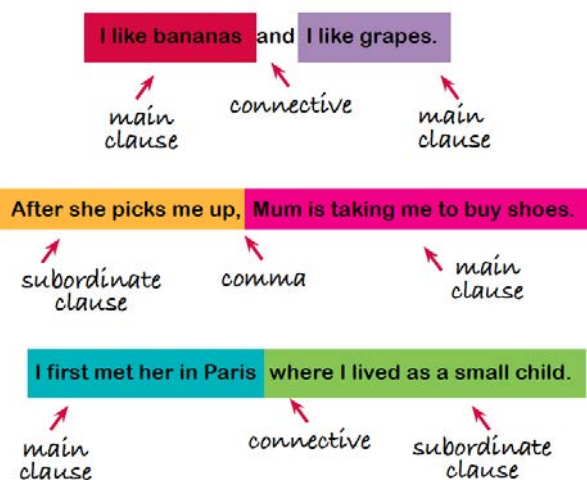 I like bananas and I like grapes.
main
clause
connective
main
clause
After she picks me up, Mum is taking me to buy shoes.
subordinate
clause
comma
main
clause
I first met her in Paris where I lived as a small child.
main
clause
connective
subordinate
clause